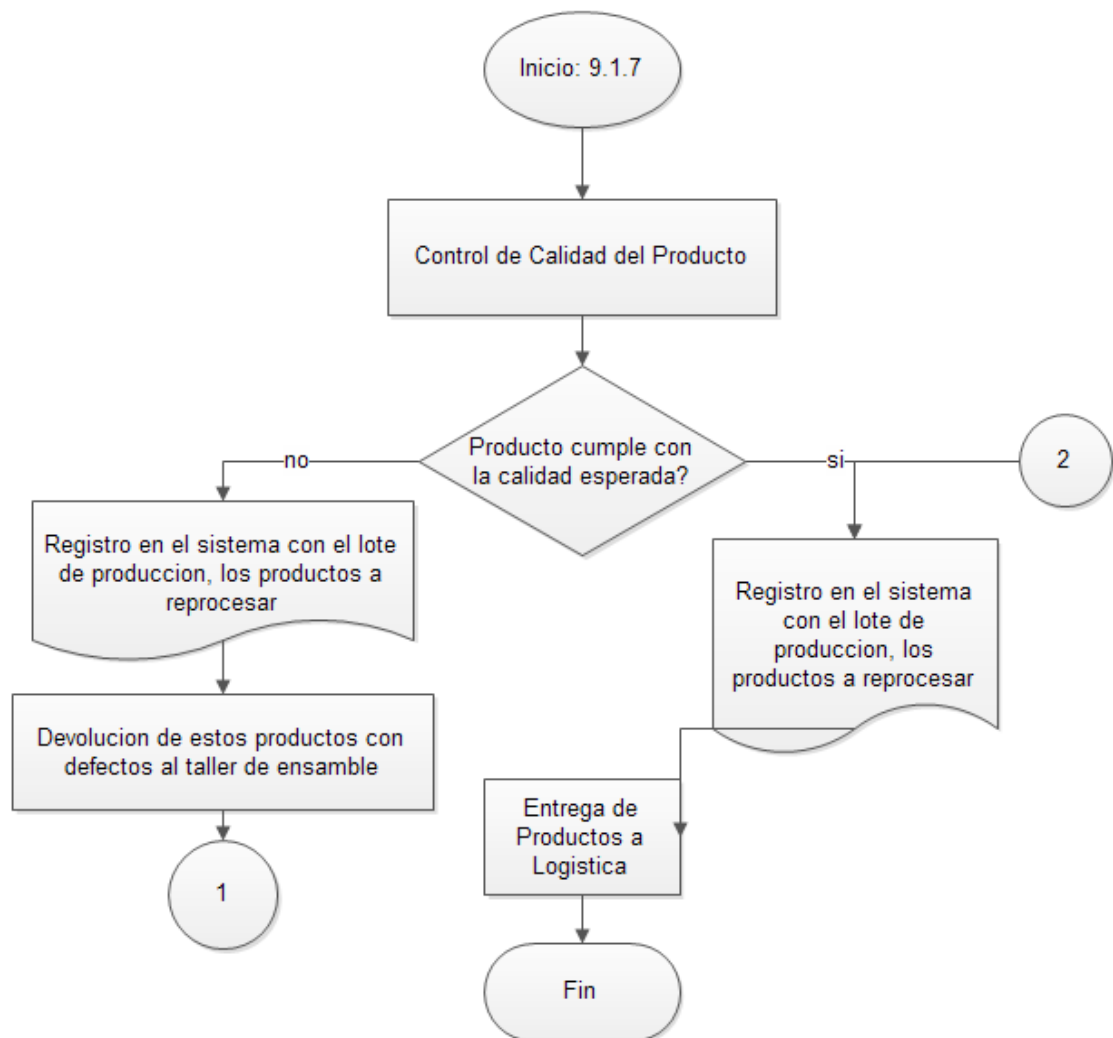 Inicio: 9.1.7
Control de Calidad del Producto
Producto cumple con
la calidad esperada?
no
si
2
Registro en el sistema con el lote
de produccion, los productos a
reprocesar
Registro en el sistema
con el lote de
produccion, los
productos a reprocesar
Devolucion de estos productos con
defectos al taller de ensamble
Entrega de
Productos a
Logistica
1
Fin